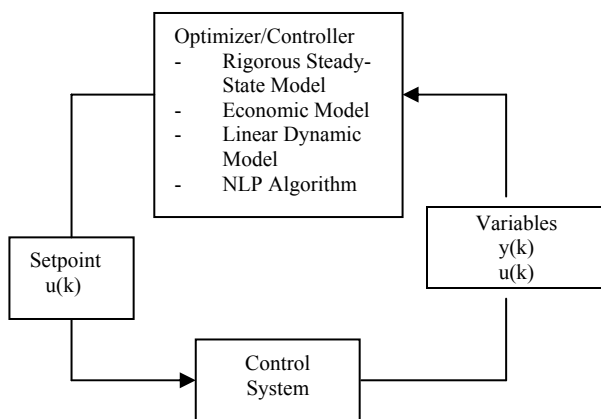 Optimizer/Controller
- Rigorous Steady-
State Model
- Economic Model
- Linear Dynamic
Model
- NLP Algorithm
Setpoint
u(k)
Variables
y(k)
u(k)
Control
System